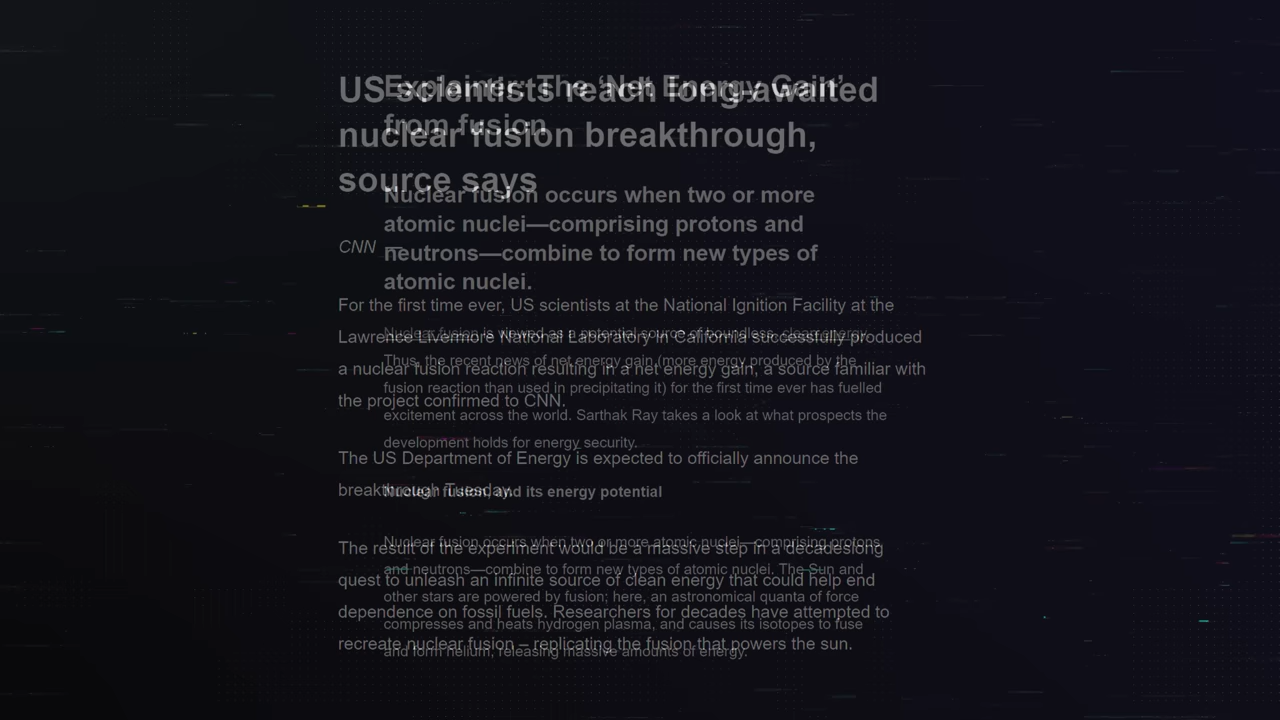 US scientists reach long-awaited
nuclear fusion breakthrough,
source says
CNN —
For the first time ever, US scientists at the National Ignition Facility at the
Lawrence Livermore National Laboratory in California successfully produced
a nuclear fusion reaction resulting in a net energy gain, a source familiar with
the project confirmed to CNN.
The US Department of Energy is expected to officially announce the
breakthrough Tuesday.
The result of the experiment would be a massive step in a decadeslong
quest to unleash an infinite source of clean energy that could help end
dependence on fossil fuels. Researchers for decades have attempted to
recreate nuclear fusion – replicating the fusion that powers the sun.
Explainer: The ‘Net Energy Gain’
from fusion
Nuclear fusion occurs when two or more
atomic nuclei—comprising protons and
neutrons—combine to form new types of
atomic nuclei.
Nuclear fusion is viewed as a potential source of boundless, clean energy.
Thus, the recent news of net energy gain (more energy produced by the
fusion reaction than used in precipitating it) for the first time ever has fuelled
excitement across the world. Sarthak Ray takes a look at what prospects the
development holds for energy security.
Nuclear fusion, and its energy potential
Nuclear fusion occurs when two or more atomic nuclei—comprising protons
and neutrons—combine to form new types of atomic nuclei. The Sun and
other stars are powered by fusion; here, an astronomical quanta of force
compresses and heats hydrogen plasma, and causes its isotopes to fuse
and form helium, releasing massive amounts of energy.